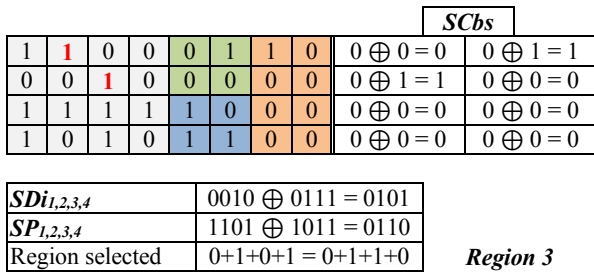 SCbs
1 1 0 0 0 1 1 0 0 ⊕ 0 = 0 0 ⊕ 1 = 1
0 0 1 0 0 0 0 0 0 ⊕ 1 = 1 0 ⊕ 0 = 0
1 1 1 1 1 0 0 0 0 ⊕ 0 = 0 0 ⊕ 0 = 0
1 0 1 0 1 1 0 0 0 ⊕ 0 = 0 0 ⊕ 0 = 0
SDi1,2,3,4 0010 ⊕ 0111 = 0101
SP1,2,3,4 1101 ⊕ 1011 = 0110
Region selected 0+1+0+1 = 0+1+1+0 Region 3